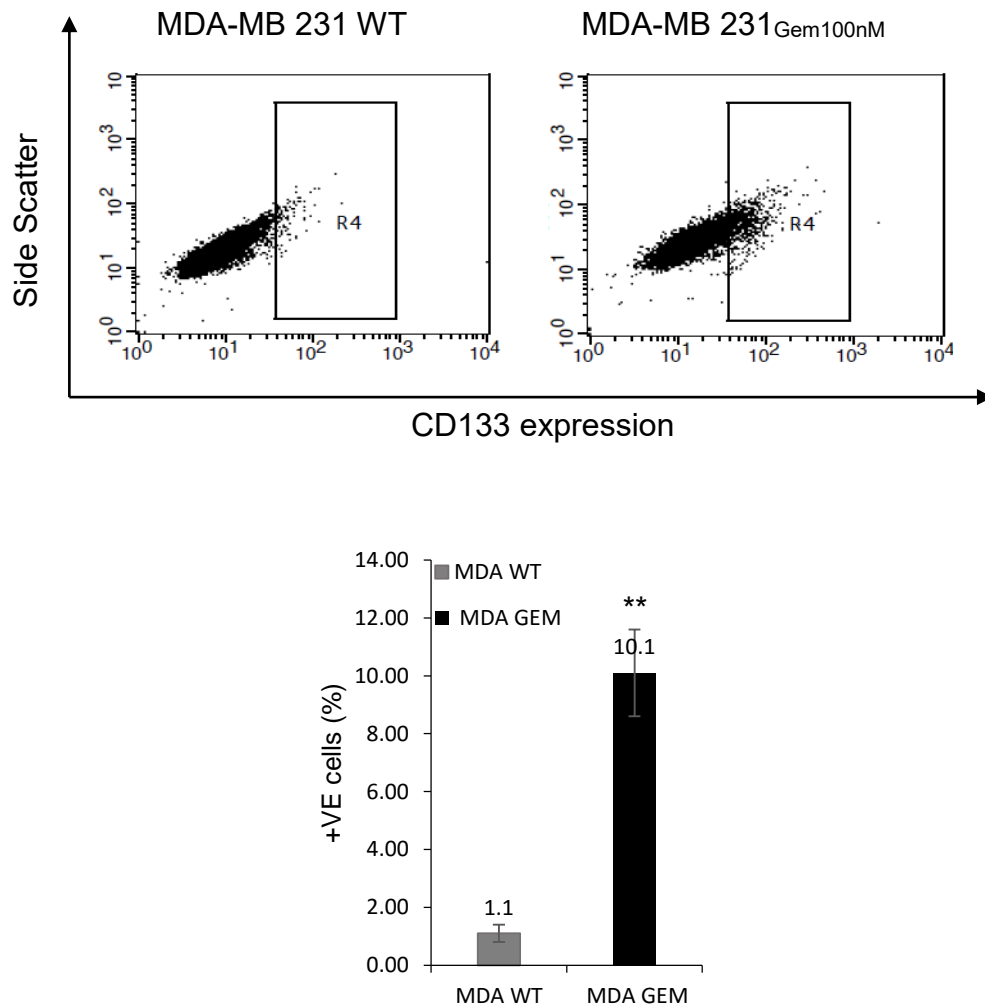 MDA-MB 231 WT
MDA-MB 231Gem100nM
Side Scatter
10
10³
10²
10¹
10⁰
R4
10⁰ 10¹ 10² 10³ 10⁴
10
10³
10²
10¹
10⁰
R4
10⁰ 10¹ 10² 10³ 10⁴
CD133 expression
+VE cells (%)
14.00
12.00
10.00
8.00
6.00
4.00
2.00
0.00
MDA WT
MDA GEM
**
10.1
1.1
MDA WT MDA GEM